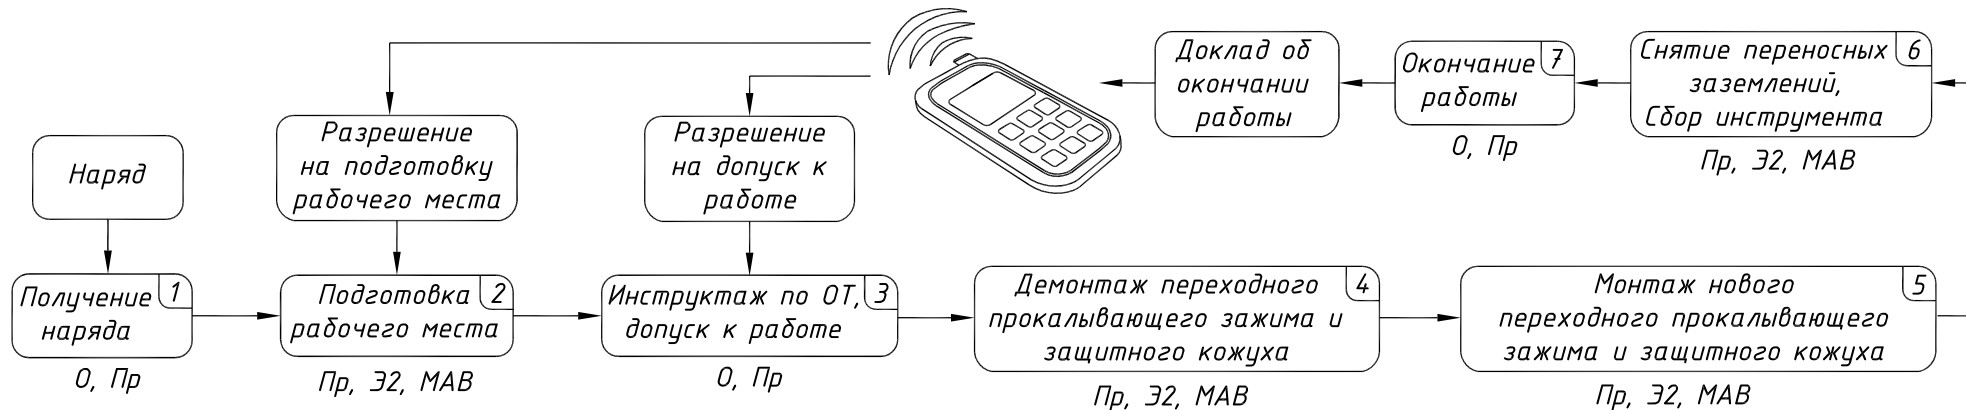 Наряд
Получение
наряда
1
О, Пр
Разрешение
на подготовку
рабочего места
Подготовка
рабочего места
2
Пр, Э2, МАВ
Разрешение
на допуск к
работе
Инструктаж по ОТ,
допуск к работе
3
О, Пр
Демонтаж переходного
прокалывающего зажима и
защитного кожуха
4
Пр, Э2, МАВ
Монтаж нового
переходного прокалывающего
зажима и защитного кожуха
5
Пр, Э2, МАВ
Снятие переносных
заземлений,
Сбор инструмента
6
Пр, Э2, МАВ
Окончание
работы
7
О, Пр
Доклад об
окончании
работы